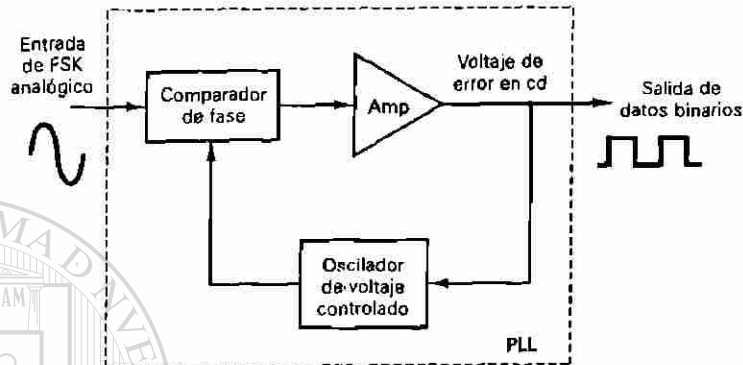 Entrada
de FSK
analógico
Comparador
de fase
Amp
Voltaje de
error en cd
Salida de
datos binarios
Oscilador
de voltaje
controlado
PLL